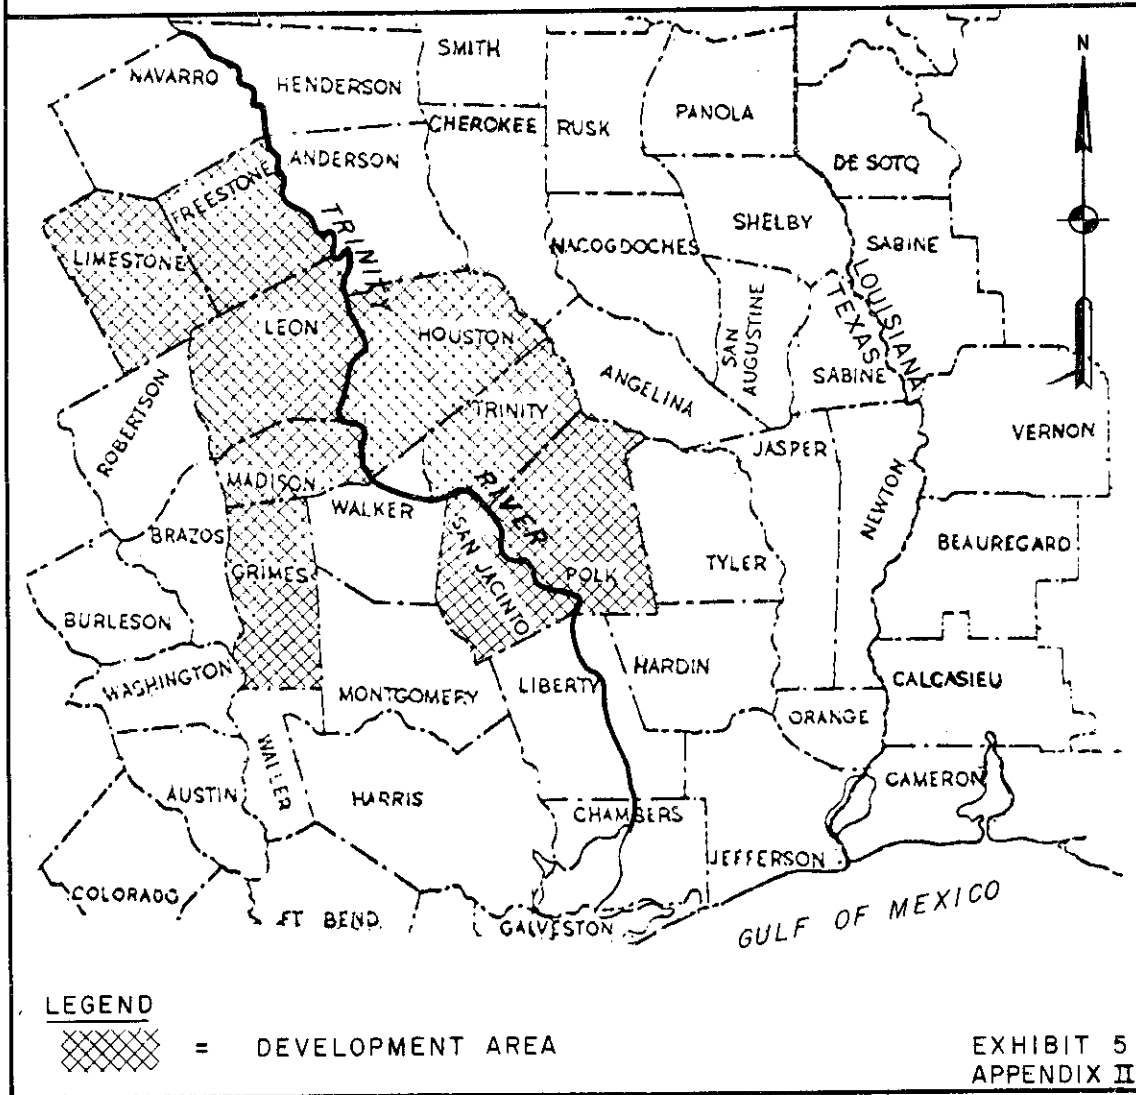 N
SMITH
NAVARRO
HENDERSON
PANOLA
CHEROKEE
RUSK
ANDERSON
DE SOTO
FREESTONE
TRINITY
SHELBY
LIMESTONE
NACOGDOCHES
SABINE
LOUISIANA
TEXAS
LEON
HOUSTON
SAN
AUGUSTINE
SABINE
ANGELINA
ROBERTSON
TRINITY
VERNON
JASPER
MADISON
RIVER
WALKER
NEWTON
BRAZOS
SAN JACINTO
BEAUREGARD
GRIMES
POLK
TYLER
BURLESON
WASHINGTON
HARDIN
MONTGOMERY
LIBERTY
CALCASIEU
ORANGE
WALLER
AUSTIN
HARRIS
CAMERON
CHAMBERS
JEFFERSON
COLORADO
FT BEND
GALVESTON
GULF OF MEXICO
LEGEND
= DEVELOPMENT AREA
EXHIBIT 5
APPENDIX II